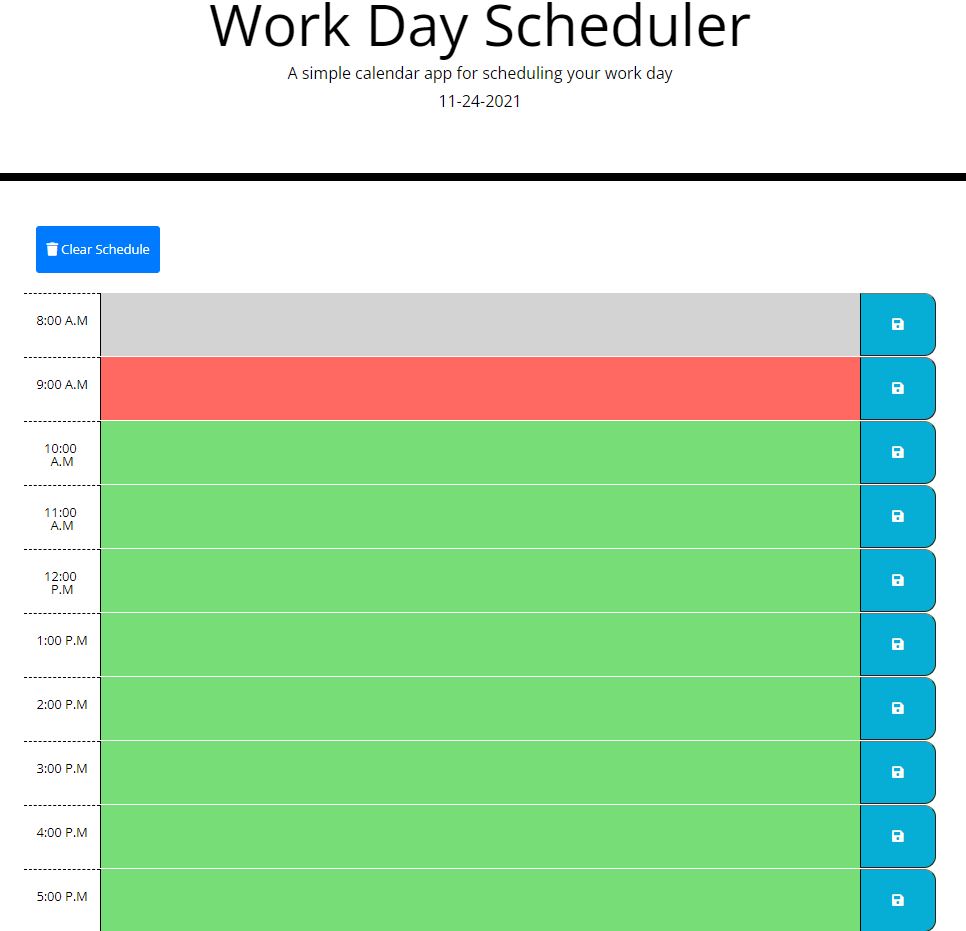 Work Day Scheduler
A simple calendar app for scheduling your work day
11-24-2021
Clear Schedule
8:00 A.M
9:00 A.M
10:00
A.M
11:00
A.M
12:00
P.M
1:00 P.M
2:00 P.M
3:00 P.M
4:00 P.M
5:00 P.M